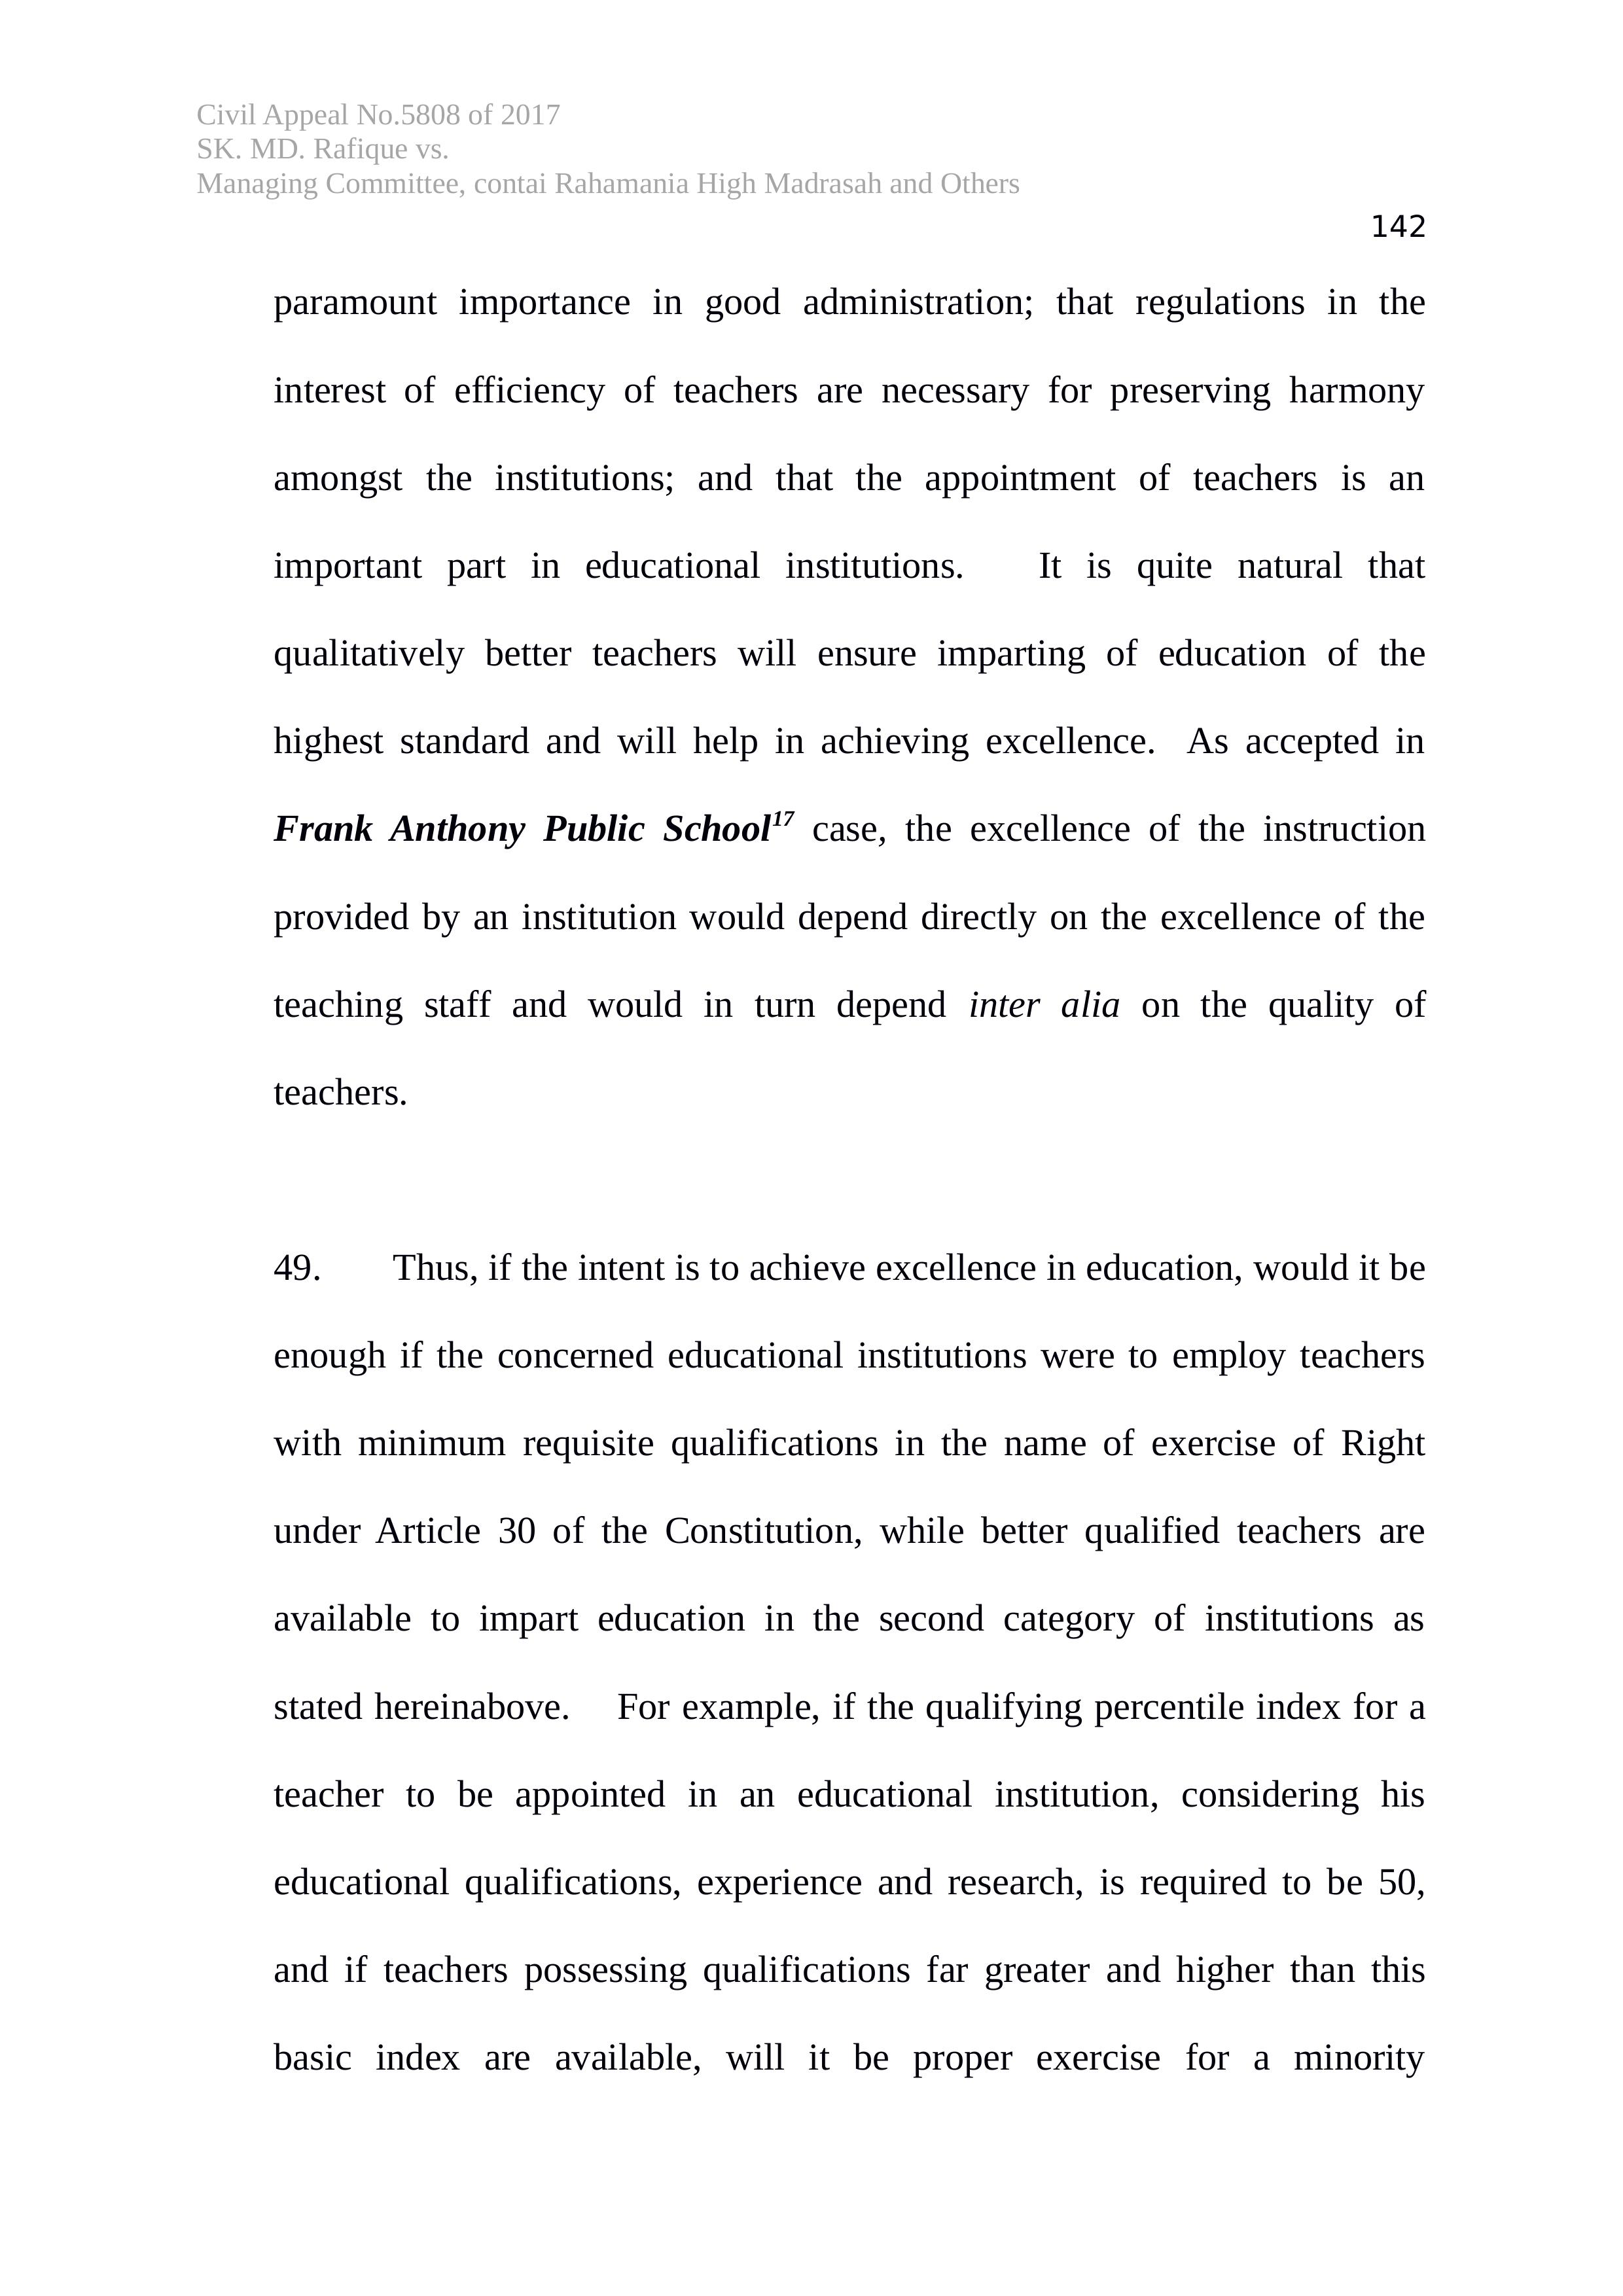 Civil Appeal No.5808 of 2017
SK. MD. Rafique vs.
Managing Committee, contai Rahamania High Madrasah and Others
142
paramount importance in good administration; that regulations in the
interest of efficiency of teachers are necessary for preserving harmony
amongst the institutions; and that the appointment of teachers is an
important part in educational institutions. It is quite natural that
qualitatively better teachers will ensure imparting of education of the
highest standard and will help in achieving excellence. As accepted in
Frank Anthony Public School17 case, the excellence of the instruction
provided by an institution would depend directly on the excellence of the
teaching staff and would in turn depend inter alia on the quality of
teachers.
49. Thus, if the intent is to achieve excellence in education, would it be
enough if the concerned educational institutions were to employ teachers
with minimum requisite qualifications in the name of exercise of Right
under Article 30 of the Constitution, while better qualified teachers are
available to impart education in the second category of institutions as
stated hereinabove. For example, if the qualifying percentile index for a
teacher to be appointed in an educational institution, considering his
educational qualifications, experience and research, is required to be 50,
and if teachers possessing qualifications far greater and higher than this
basic index are available, will it be proper exercise for a minority